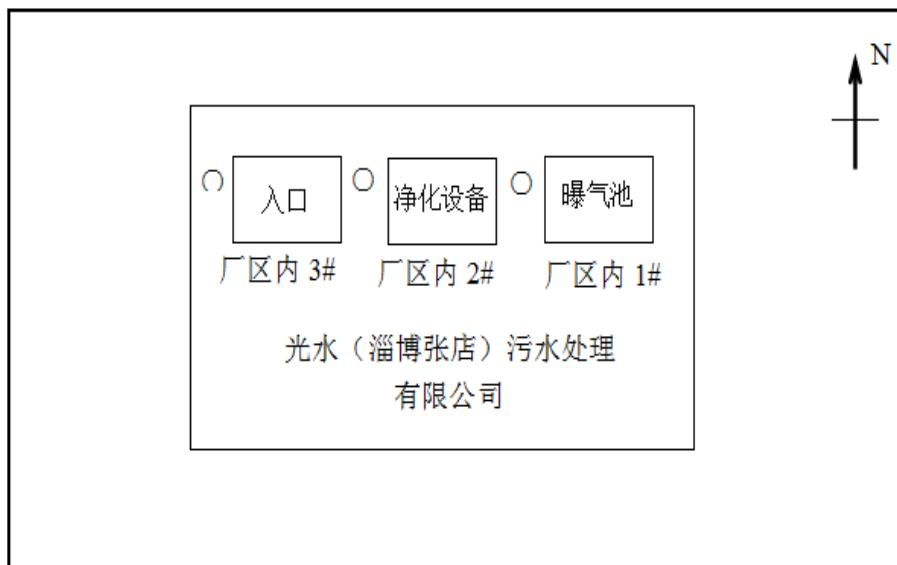 N
入口
净化设备
曝气池
厂区内 3#
厂区内 2#
厂区内 1#
光水（淄博张店）污水处理
有限公司